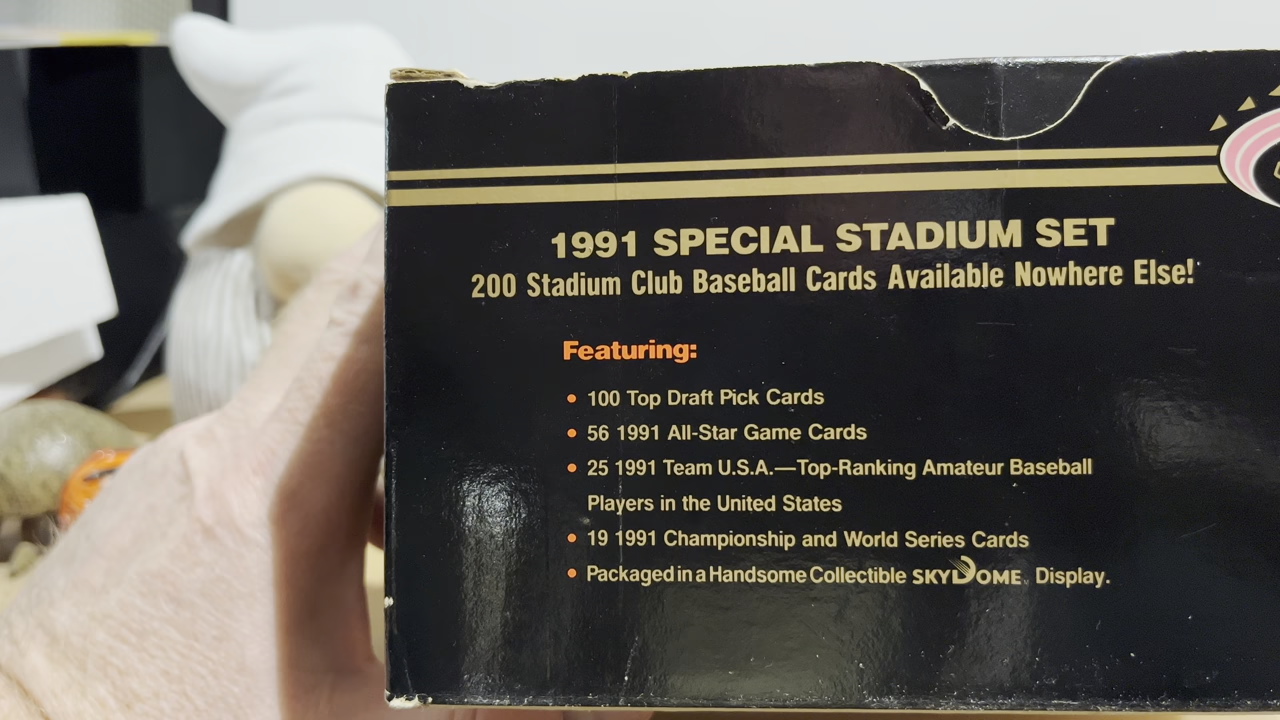 1991 SPECIAL STADIUM SET
200 Stadium Club Baseball Cards Available Nowhere Else!
Featuring:
• 100 Top Draft Pick Cards
• 56 1991 All-Star Game Cards
• 25 1991 Team U.S.A.—Top-Ranking Amateur Baseball
Players in the United States
• 19 1991 Championship and World Series Cards
• Packaged in a Handsome Collectible SKYDOME Display.